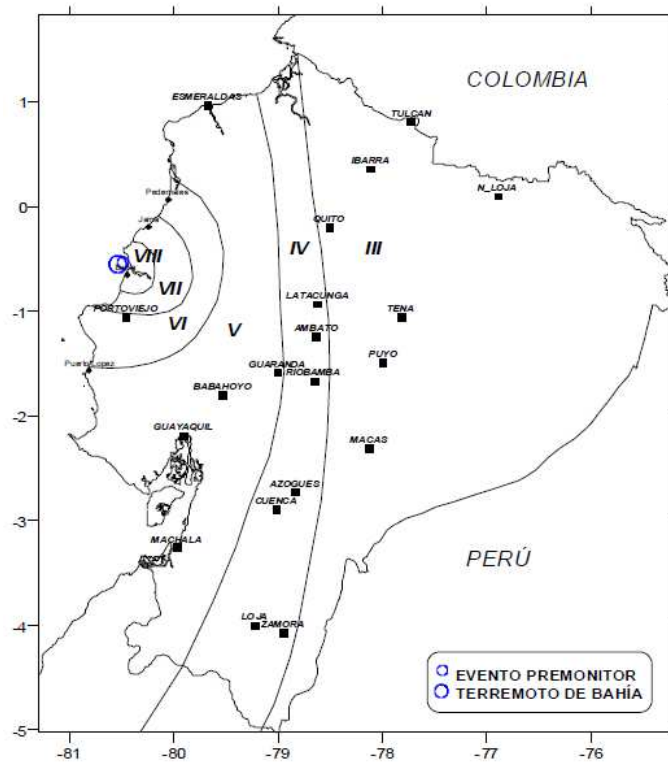 COLOMBIA
ESMERALDAS
TULCAN
1
IBARRA
N_LOJA
Pedernales
0
Jama
QUITO
IV
III
VIII
VII
LATACUNGA
PORTOVIEJO
TENA
-1
VI
V
AMBATO
PUYO
Puerto Lopez
GUARANDA
RIOBAMBA
BABAHOYO
-2
GUAYAQUIL
MACAS
AZOGUES
CUENCA
-3
MACHALA
PERÚ
LOJA
ZAMORA
-4
EVENTO PREMONITOR
TERREMOTO DE BAHÍA
-5
-81 -80 -79 -78 -77 -76